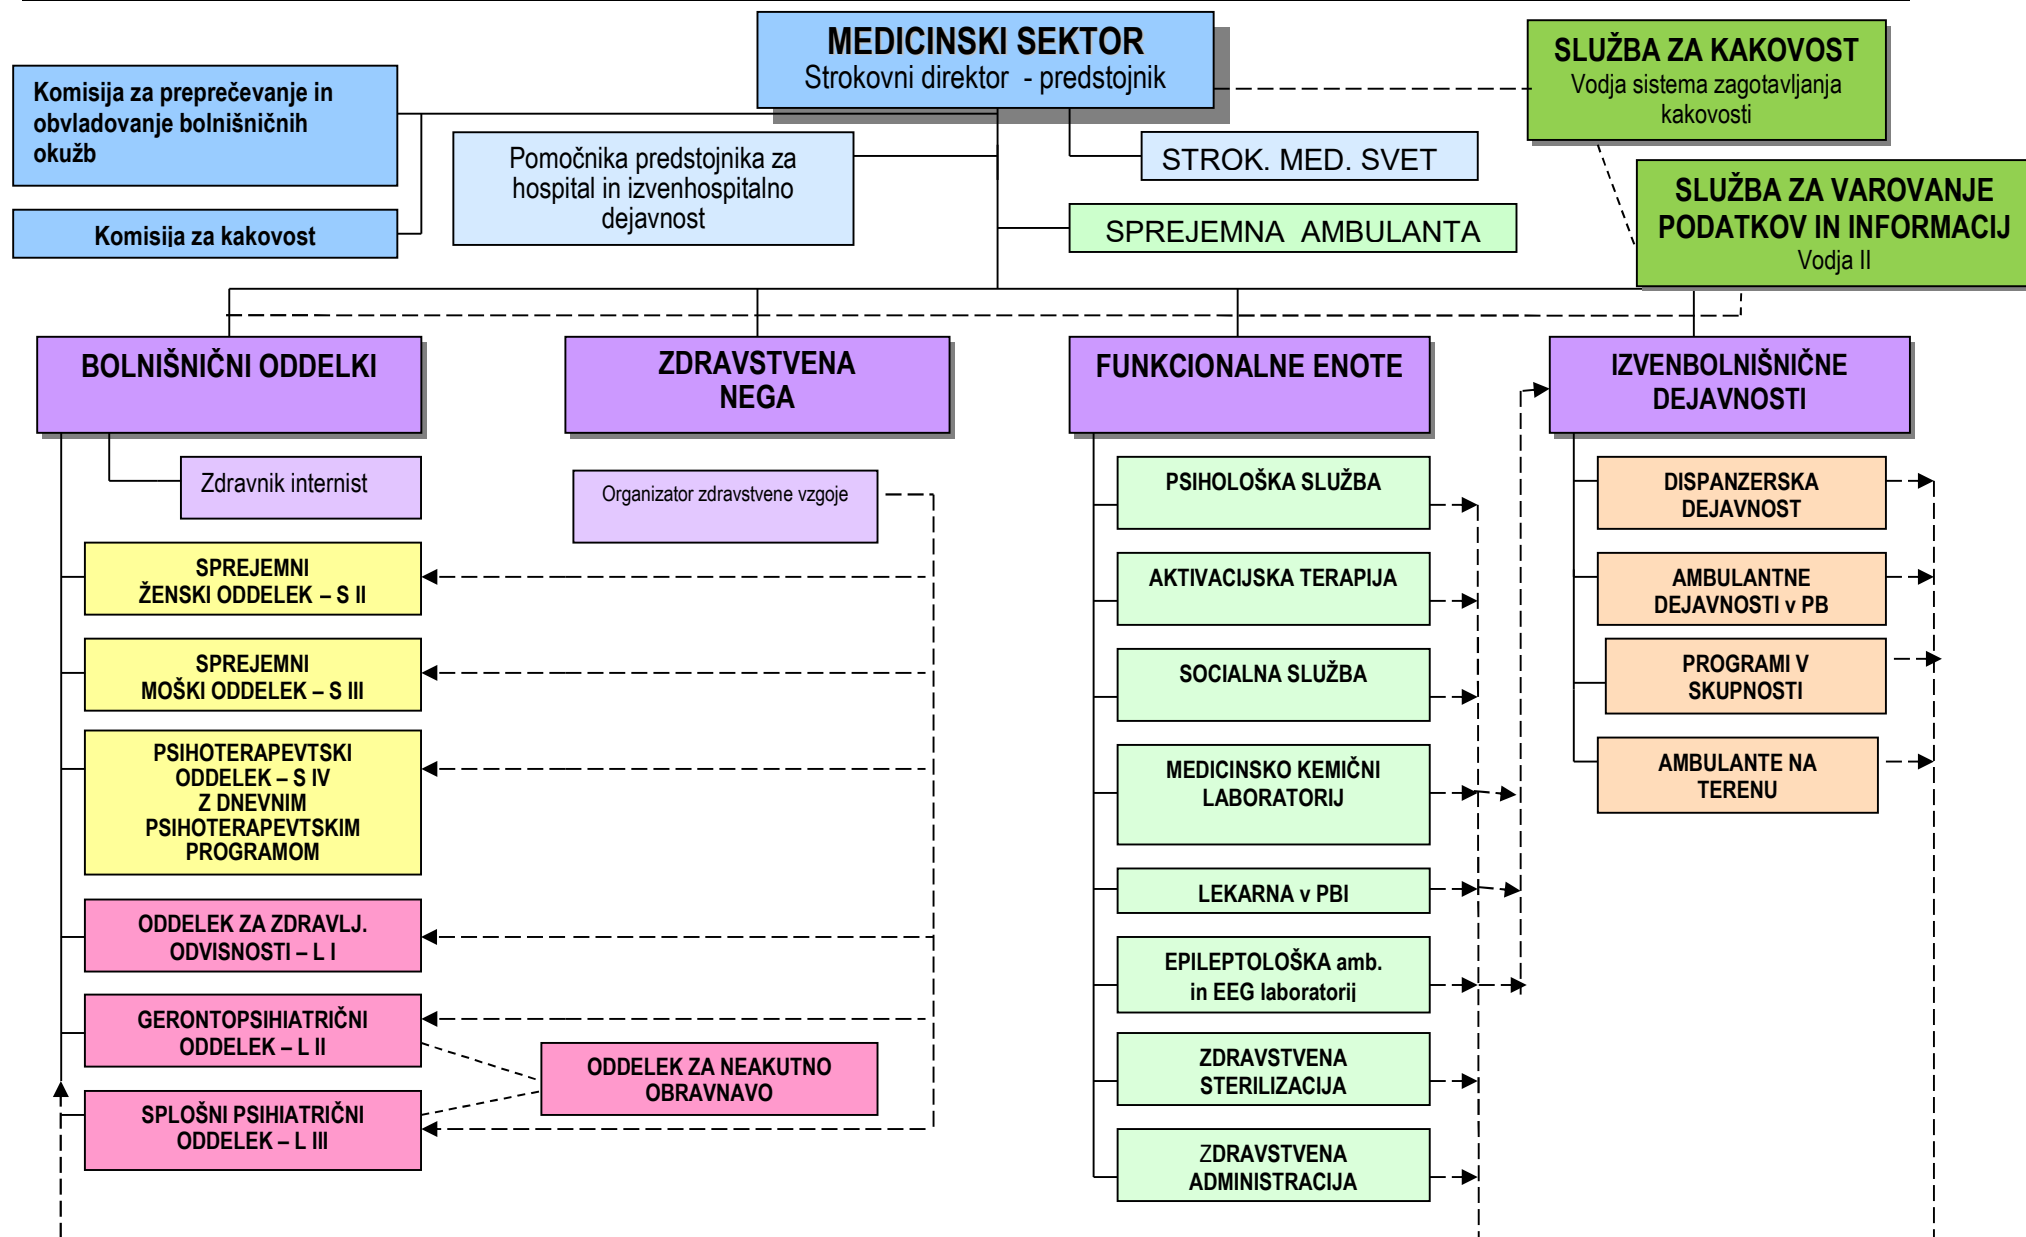 MEDICINSKI SEKTOR
Strokovni direktor - predstojnik
SLUŽBA ZA KAKOVOST
Vodja sistema zagotavljanja
kakovosti
Komisija za preprečevanje in
obvladovanje bolnišničnih
okužb
Pomočnika predstojnika za
hospital in izvenhospitalno
dejavnost
STROK. MED. SVET
SLUŽBA ZA VAROVANJE
PODATKOV IN INFORMACIJ
Vodja II
Komisija za kakovost
SPREJEMNA AMBULANTA
BOLNIŠNIČNI ODDELKI
ZDRAVSTVENA
NEGA
FUNKCIONALNE ENOTE
IZVENBOLNIŠNIČNE
DEJAVNOSTI
Zdravnik internist
SPREJEMNI
ŽENSKI ODDELEK – S II
SPREJEMNI
MOŠKI ODDELEK – S III
PSIHOTERAPEVTSKI
ODDELEK – S IV
Z DNEVNIM
PSIHOTERAPEVTSKIM
PROGRAMOM
ODDELEK ZA ZDRAVLJ.
ODVISNOSTI – L I
GERONTOPSIHIATRIČNI
ODDELEK – L II
SPLOŠNI PSIHIATRIČNI
ODDELEK – L III
Organizator zdravstvene vzgoje
ODDELEK ZA NEAKUTNO
OBRAVNAVO
PSIHOLOŠKA SLUŽBA
AKTIVACIJSKA TERAPIJA
SOCIALNA SLUŽBA
MEDICINSKO KEMIČNI
LABORATORIJ
LEKARNA v PBI
EPILEPTOLOŠKA amb.
in EEG laboratorij
ZDRAVSTVENA
STERILIZACIJA
ZDRAVSTVENA
ADMINISTRACIJA
DISPANZERSKA
DEJAVNOST
AMBULANTNE
DEJAVNOSTI v PB
PROGRAMI V
SKUPNOSTI
AMBULANTE NA
TERENU